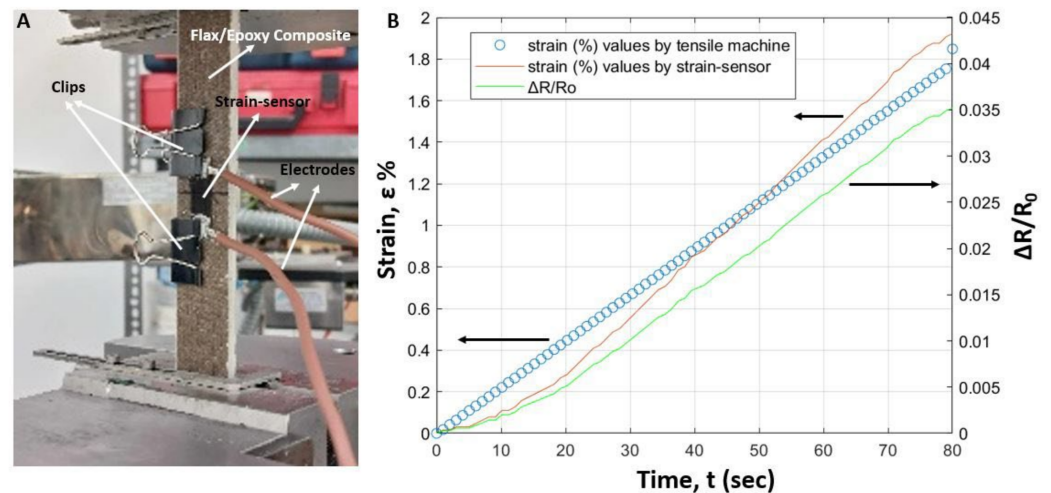 A
Flax/Epoxy Composite
Clips
Strain-sensor
Electrodes
B
strain (%) values by tensile machine
strain (%) values by strain-sensor
ΔR/Ro
Strain, ε %
2
1.8
1.6
1.4
1.2
1
0.8
0.6
0.4
0.2
0
0.045
0.04
0.035
0.03
0.025
0.02
0.015
0.01
0.005
0
ΔR/R₀
0 10 20 30 40 50 60 70 80
Time, t (sec)